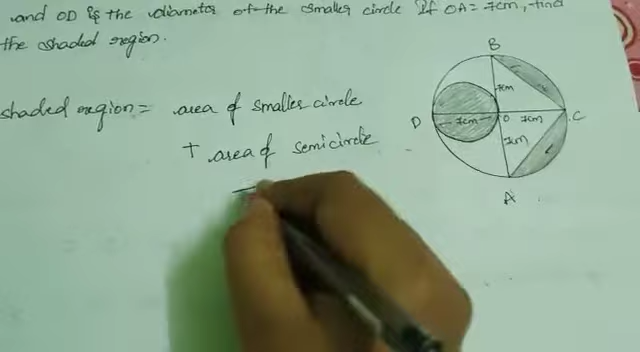 and OD is the diameter of the smaller circle If OA = 7cm, find
the shaded region.
shaded region = area of smaller circle
+ area of semicircle
-
B
7cm
D
7cm
O
7cm
C
7cm
A